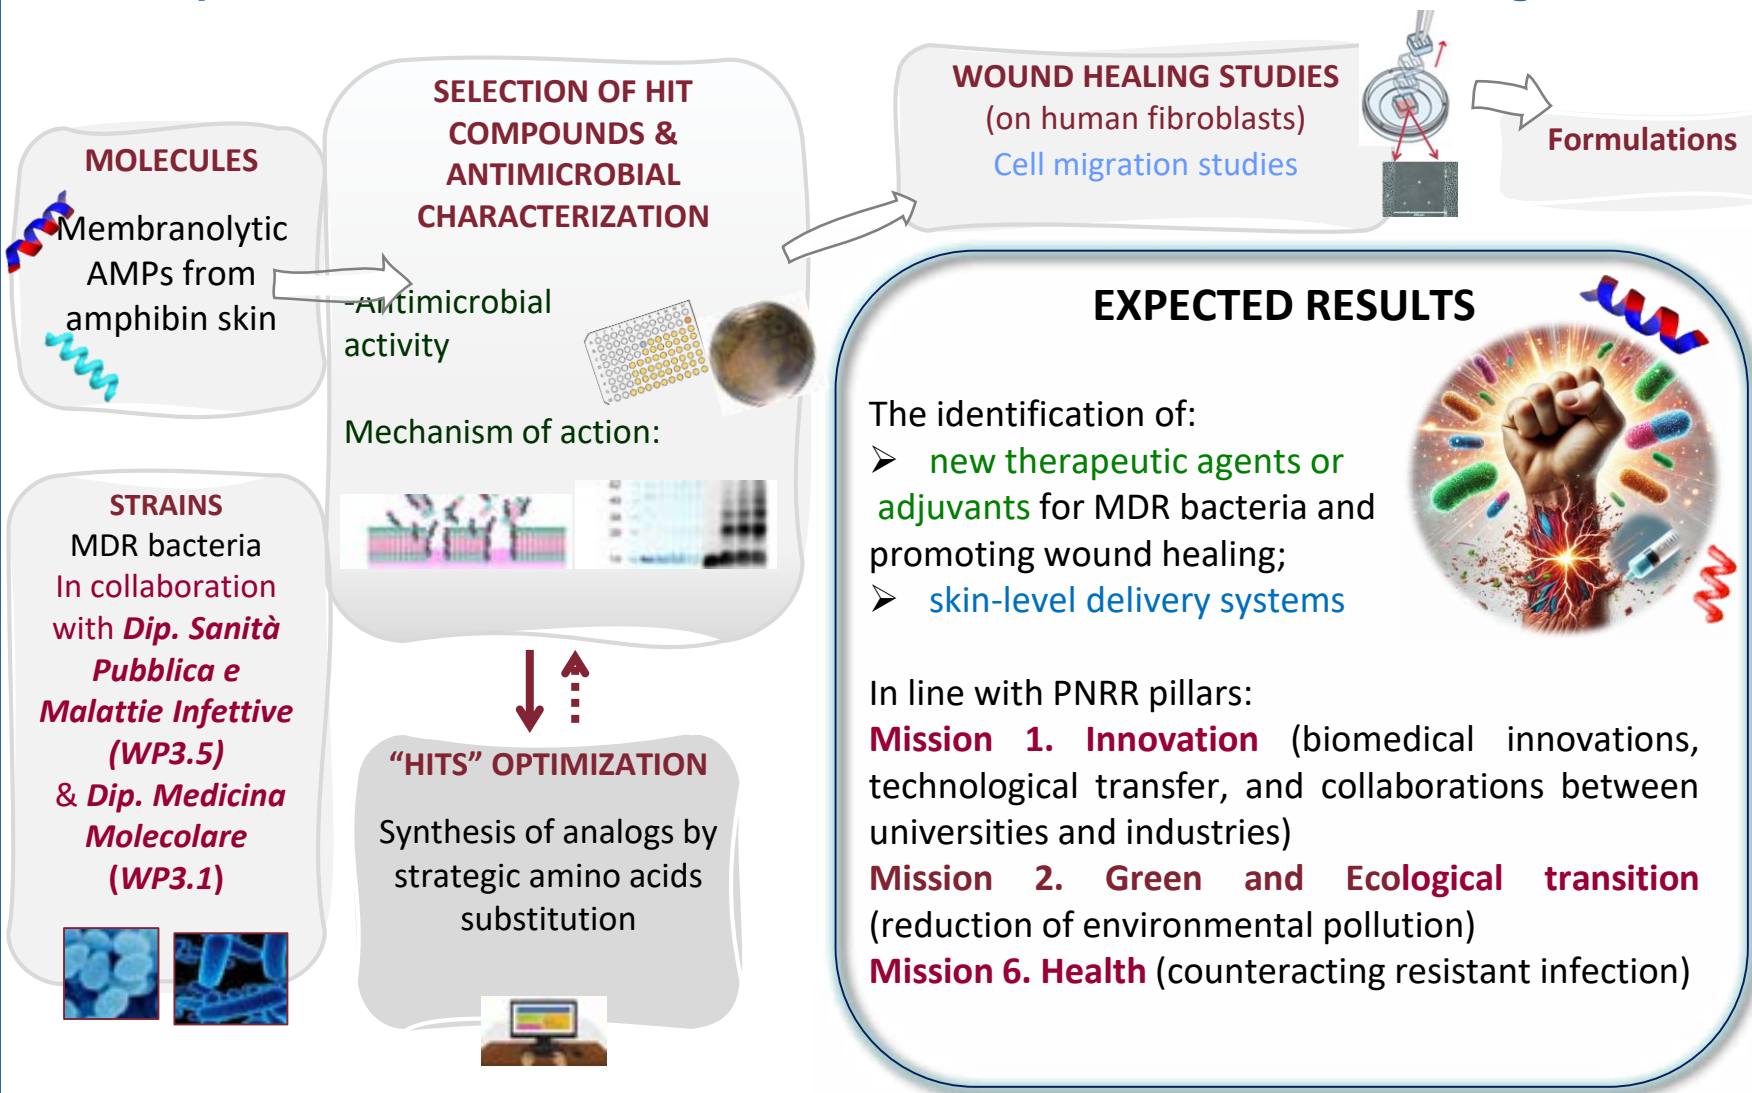 MOLECULES
Membranolytic
AMPs from
amphibin skin
STRAINS
MDR bacteria
In collaboration
with Dip. Sanità
Pubblica e
Malattie Infettive
(WP3.5)
& Dip. Medicina
Molecolare
(WP3.1)
SELECTION OF HIT
COMPOUNDS &
ANTIMICROBIAL
CHARACTERIZATION
-Antimicrobial
activity
Mechanism of action:
“HITS” OPTIMIZATION
Synthesis of analogs by
strategic amino acids
substitution
WOUND HEALING STUDIES
(on human fibroblasts)
Cell migration studies
Formulations
EXPECTED RESULTS
The identification of:
➢ new therapeutic agents or
adjuvants for MDR bacteria and
promoting wound healing;
➢ skin-level delivery systems
In line with PNRR pillars:
Mission 1. Innovation (biomedical innovations,
technological transfer, and collaborations between
universities and industries)
Mission 2. Green and Ecological transition
(reduction of environmental pollution)
Mission 6. Health (counteracting resistant infection)